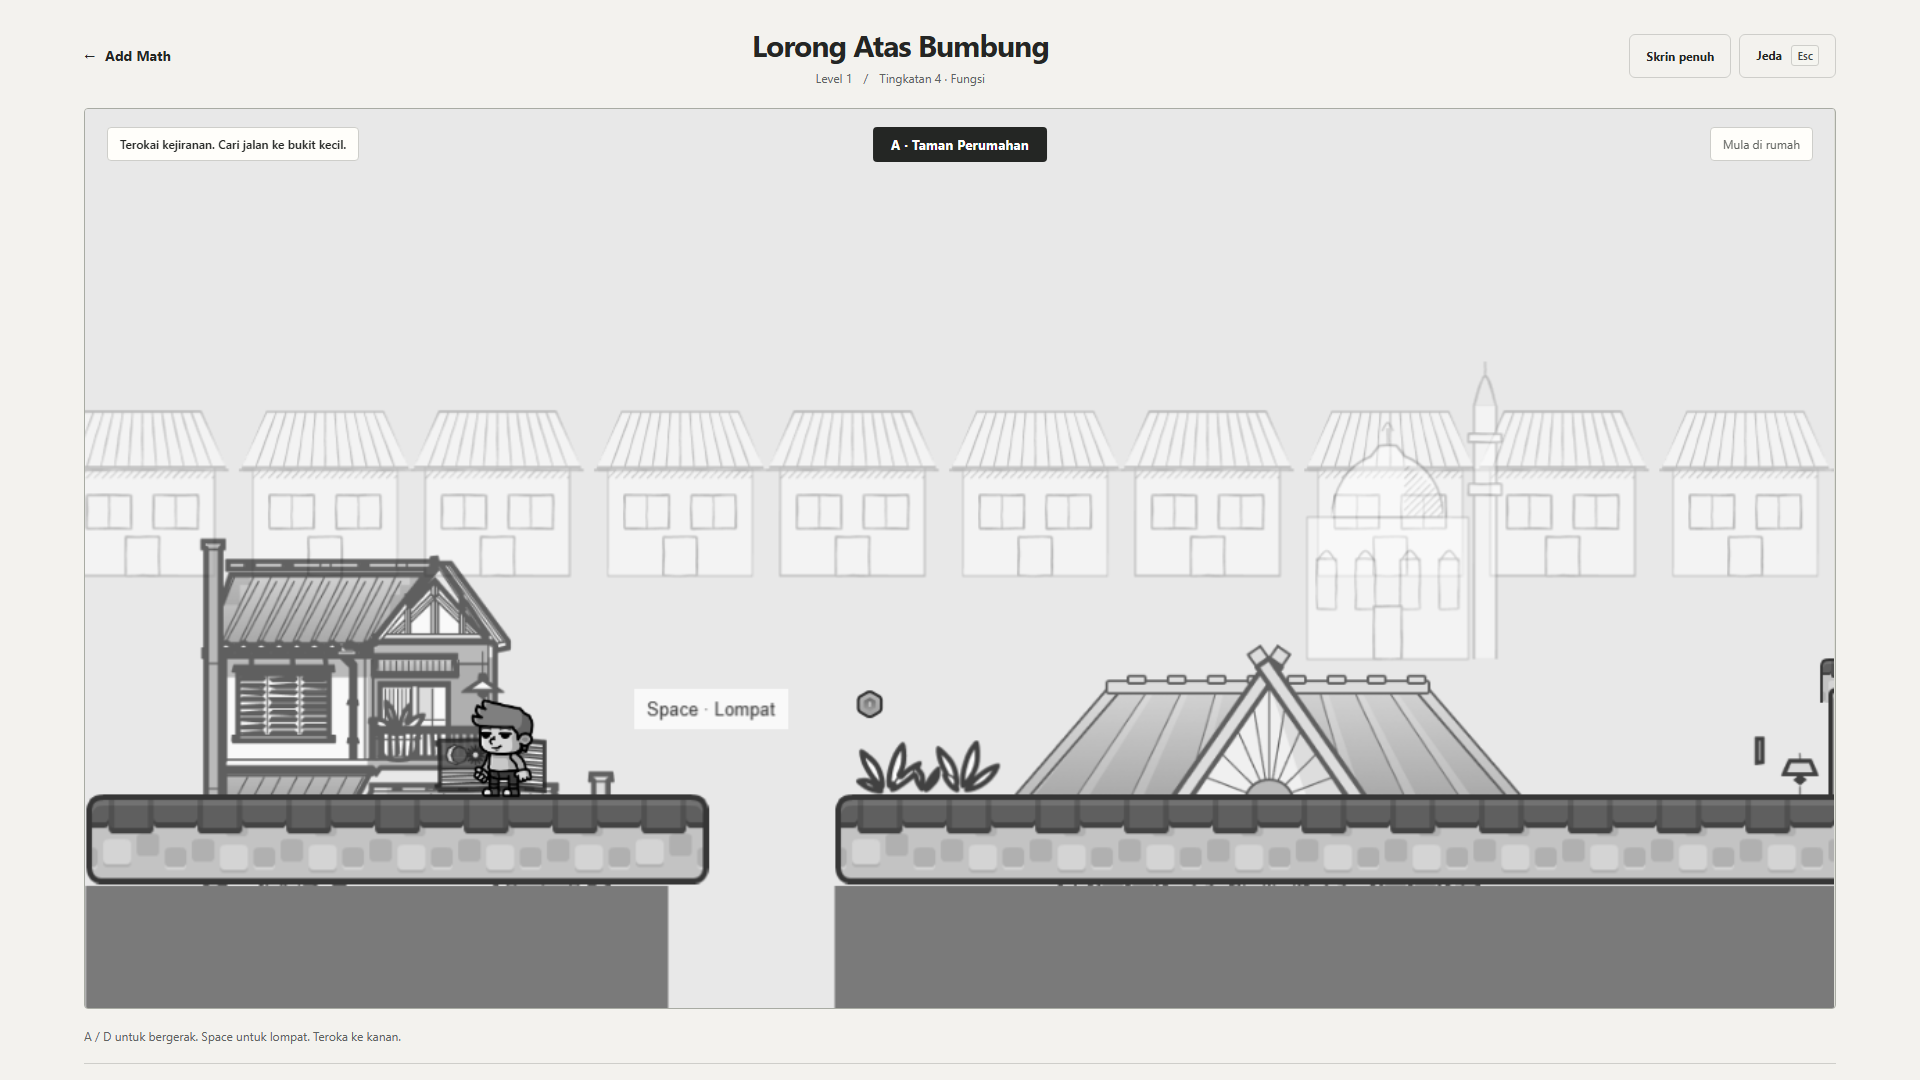 ← Add Math
Lorong Atas Bumbung
Level 1 / Tingkatan 4 · Fungsi
Skrin penuh
Jeda Esc
Terokai kejiranan. Cari jalan ke bukit kecil.
A · Taman Perumahan
Mula di rumah
Space · Lompat
A / D untuk bergerak. Space untuk lompat. Teroka ke kanan.